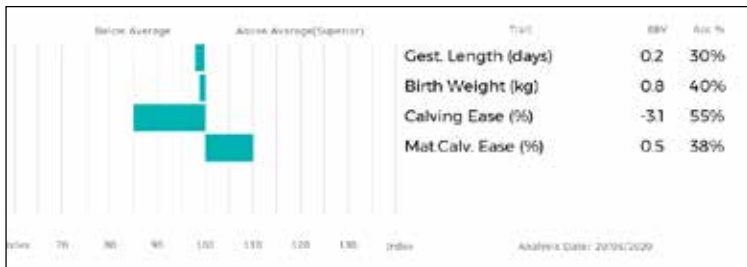 Below Average Above Average(Superior) Trait EBV Acc %
Gest. Length (days) 0.2 30%
Birth Weight (kg) 0.8 40%
Calving Ease (%) -3.1 55%
Mat.Calv. Ease (%) 0.5 38%
Index 70 80 90 100 110 120 130 Index Analysis Date: 29/06/2020